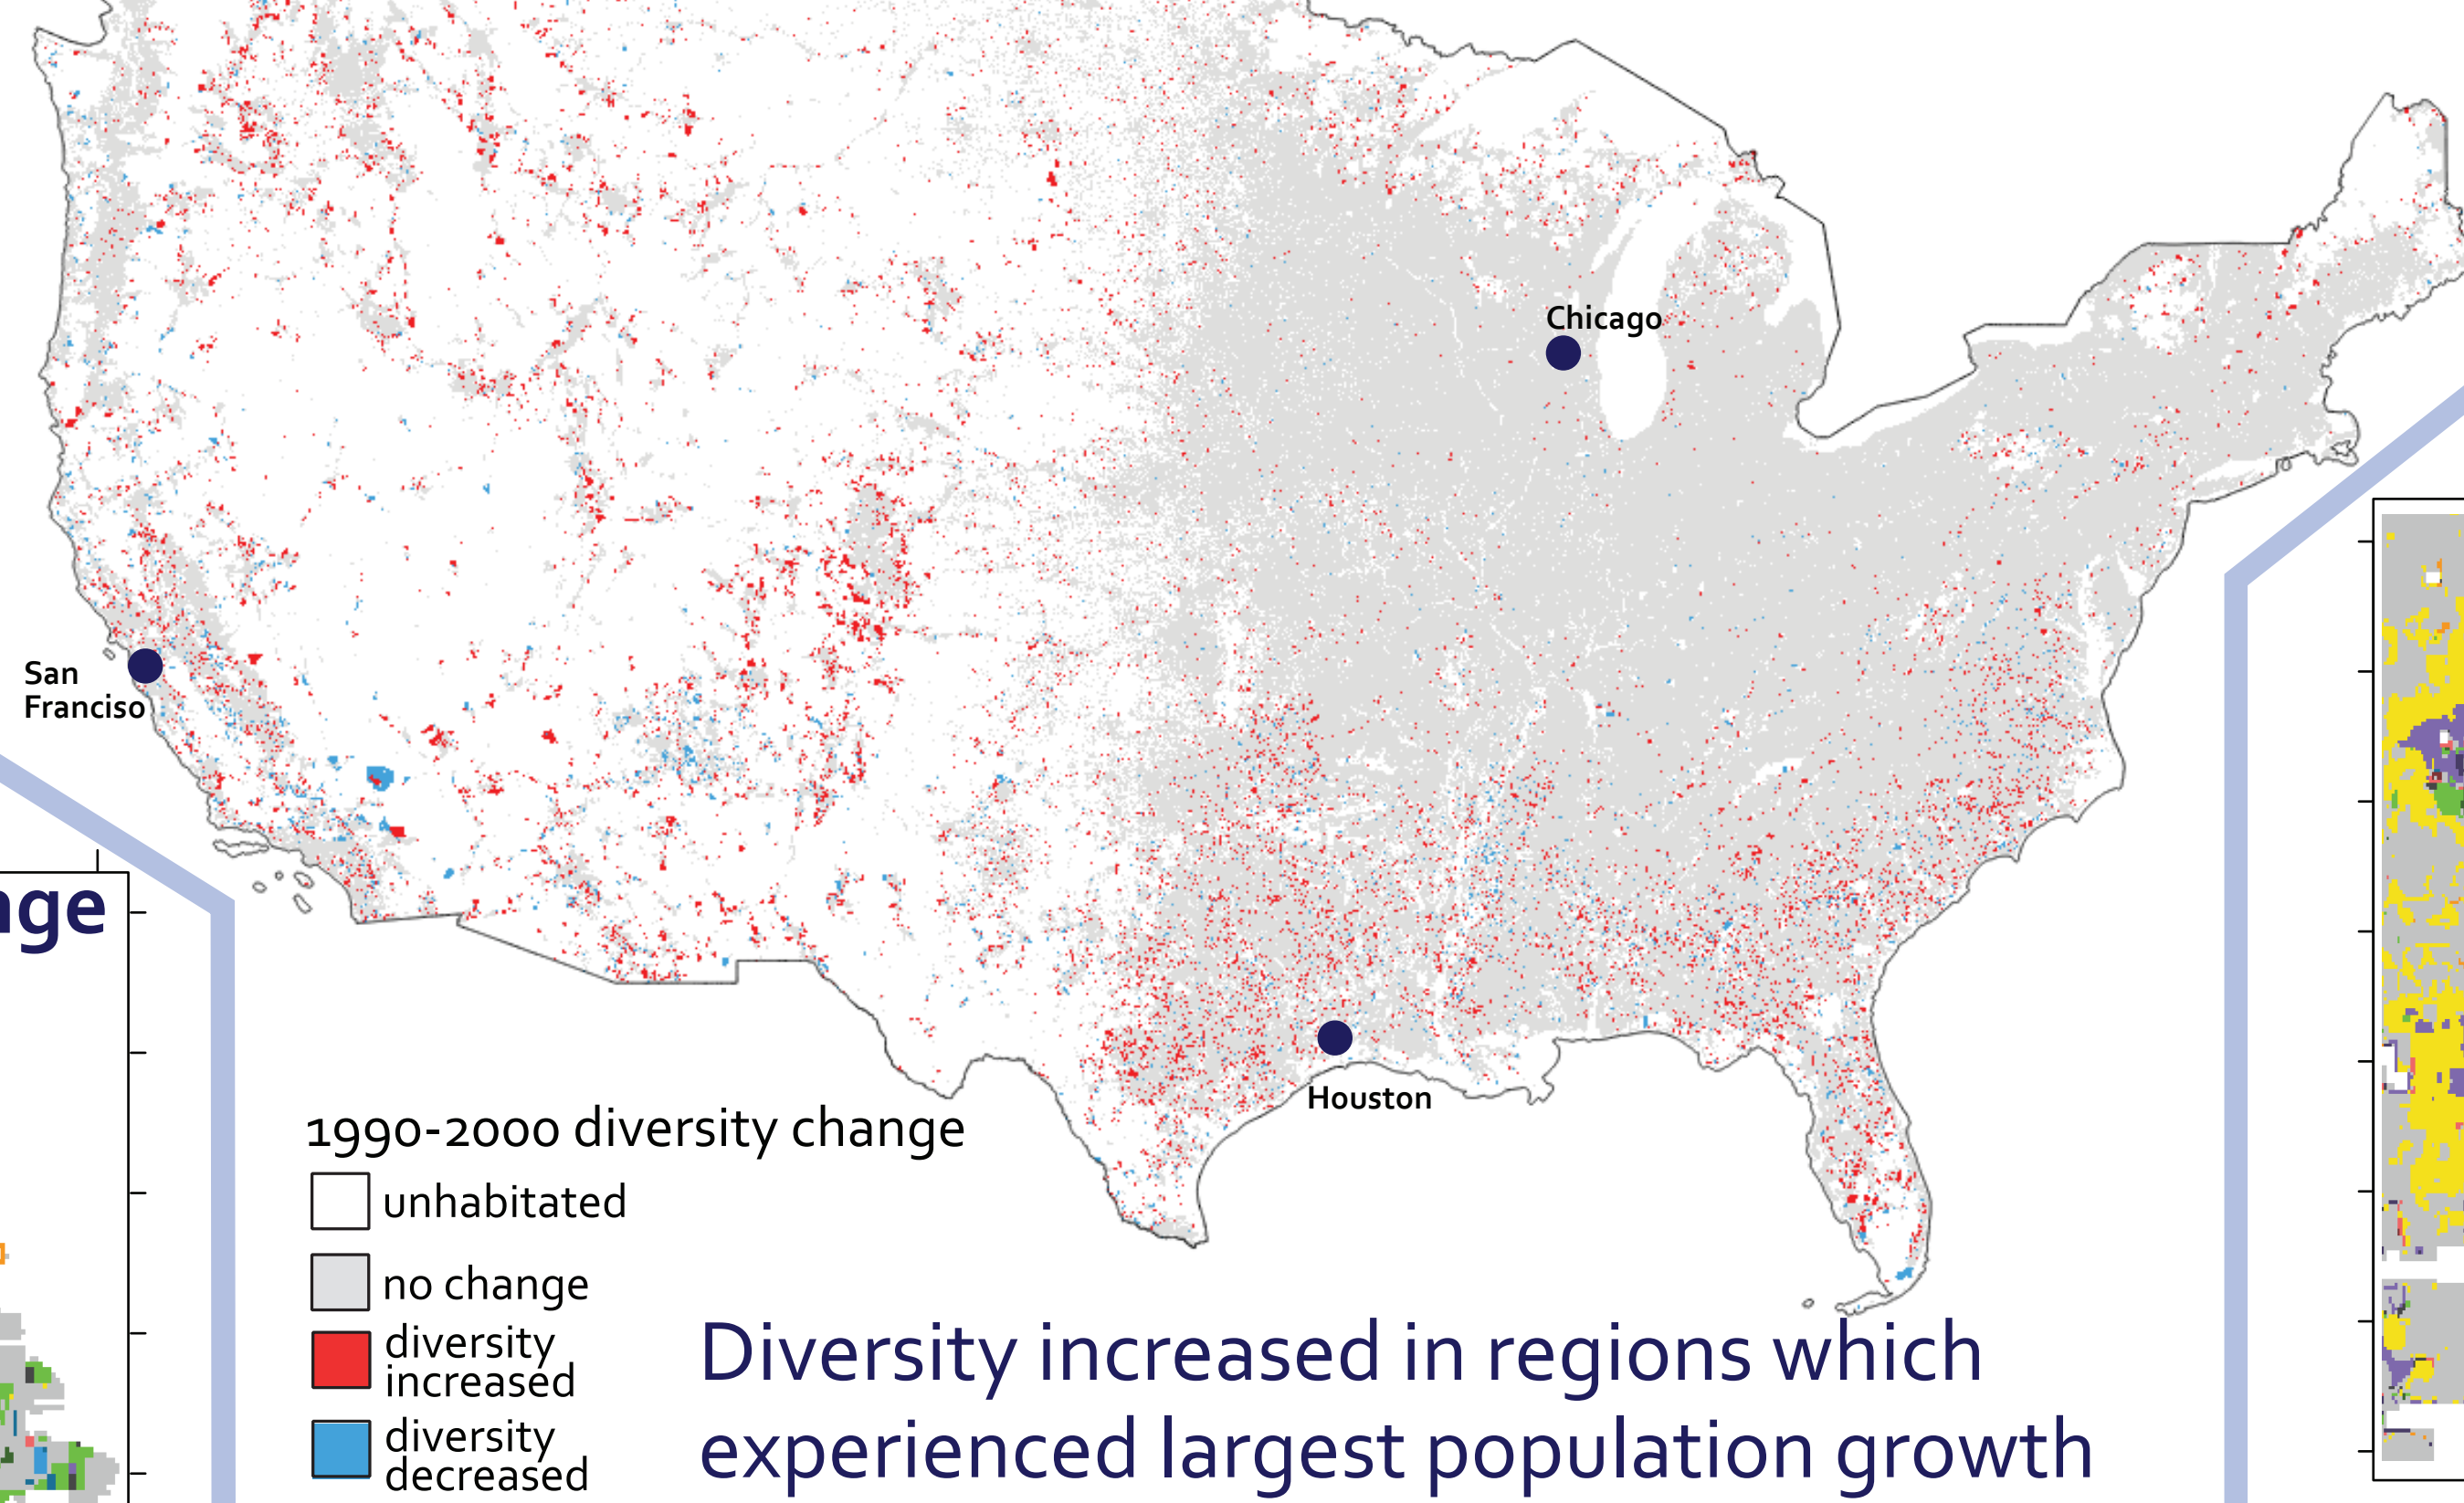 Chicago
San
Franciso
nge
Houston
1990-2000 diversity change
unhabitated
no change
diversity
increased
diversity
decreased
Diversity increased in regions which
experienced largest population growth